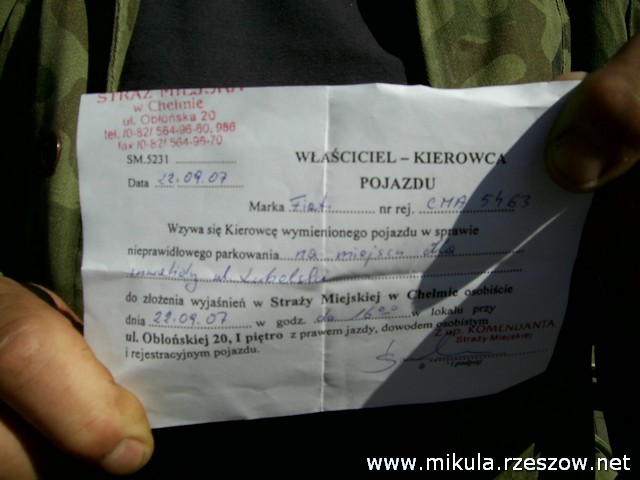 STRAŻ MIEJSKA
w Chełmie
ul. Obłońska 20
tel. /0-82/ 564-96-60, 986
fax /0-82/ 564-95-70
SM.5231
Data 22.09.07
WŁAŚCICIEL – KIEROWCA
POJAZDU
Marka Fiat nr rej. CMA 5463
Wzywa się Kierowcę wymienionego pojazdu w sprawie
nieprawidłowego parkowania na miejscu dla
inwalidy ul. Lubelska
do złożenia wyjaśnień w Straży Miejskiej w Chełmie osobiście
dnia 22.09.07 w godz. do 16 00 w lokalu przy
ul. Obłońskiej 20, I piętro z prawem jazdy, dowodem osobistym
i rejestracyjnym pojazdu.
Z up. KOMENDANTA
Straży Miejskiej
www.mikula.rzeszow.net